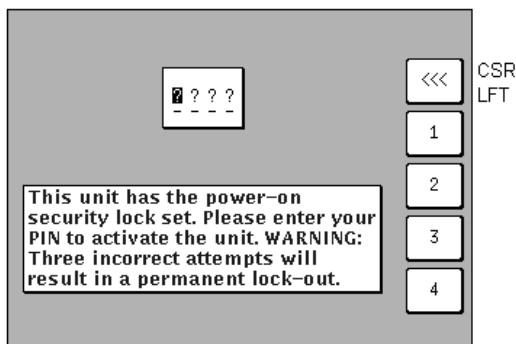 ? ? ? ?
<<<
CSR
LFT
1
2
3
4
This unit has the power-on
security lock set. Please enter your
PIN to activate the unit. WARNING:
Three incorrect attempts will
result in a permanent lock-out.